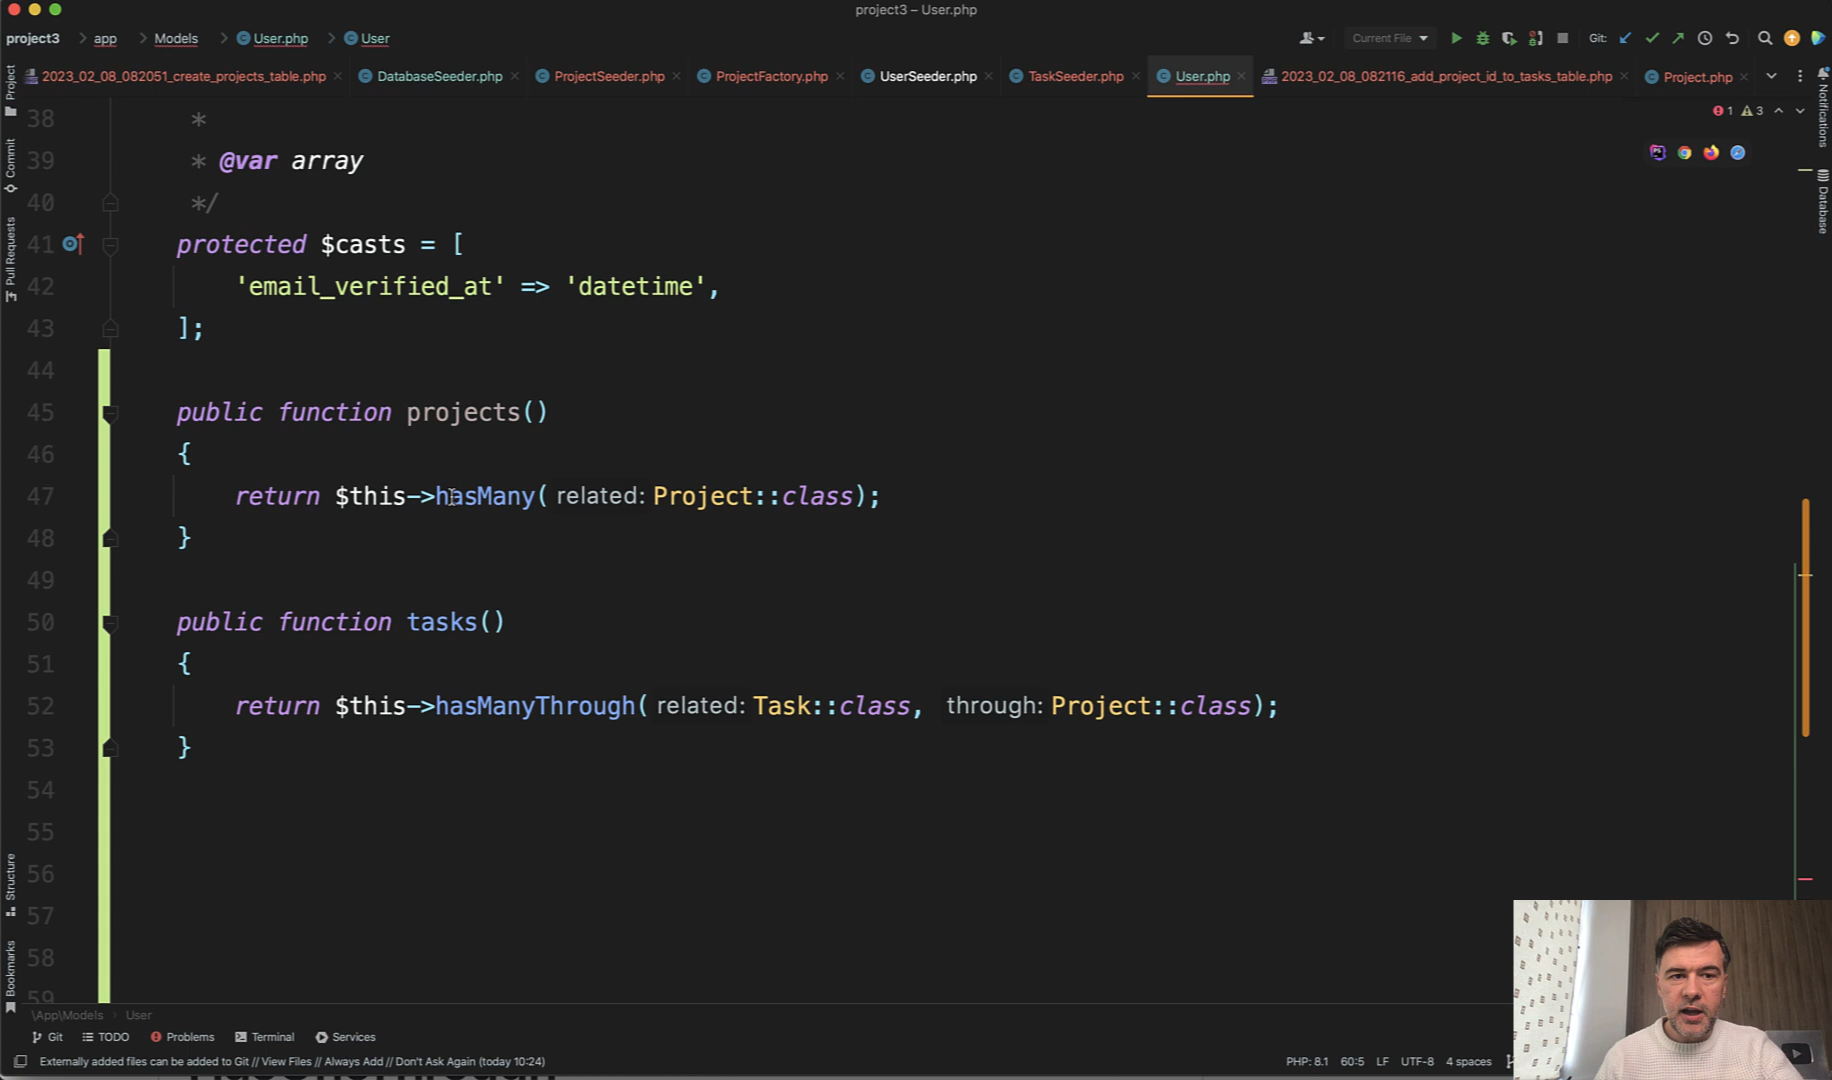 project3 – User.php
project3 > app > Models > User.php > User
Current File
Git:
2023_02_08_082051_create_projects_table.php
DatabaseSeeder.php
ProjectSeeder.php
ProjectFactory.php
UserSeeder.php
TaskSeeder.php
User.php
2023_02_08_082116_add_project_id_to_tasks_table.php
Project.php
Project
Commit
Pull Requests
Structure
Bookmarks
Notifications
Database
1 3
38 *
39 * @var array
40 */
41 protected $casts = [
42 'email_verified_at' => 'datetime',
43 ];
44
45 public function projects()
46 {
47 return $this->hasMany( related: Project::class);
48 }
49
50 public function tasks()
51 {
52 return $this->hasManyThrough( related: Task::class, through: Project::class);
53 }
54
55
56
57
58
59
\App\Models > User
Git TODO Problems Terminal Services
Externally added files can be added to Git // View Files // Always Add // Don't Ask Again (today 10:24)
PHP: 8.1 60:5 LF UTF-8 4 spaces